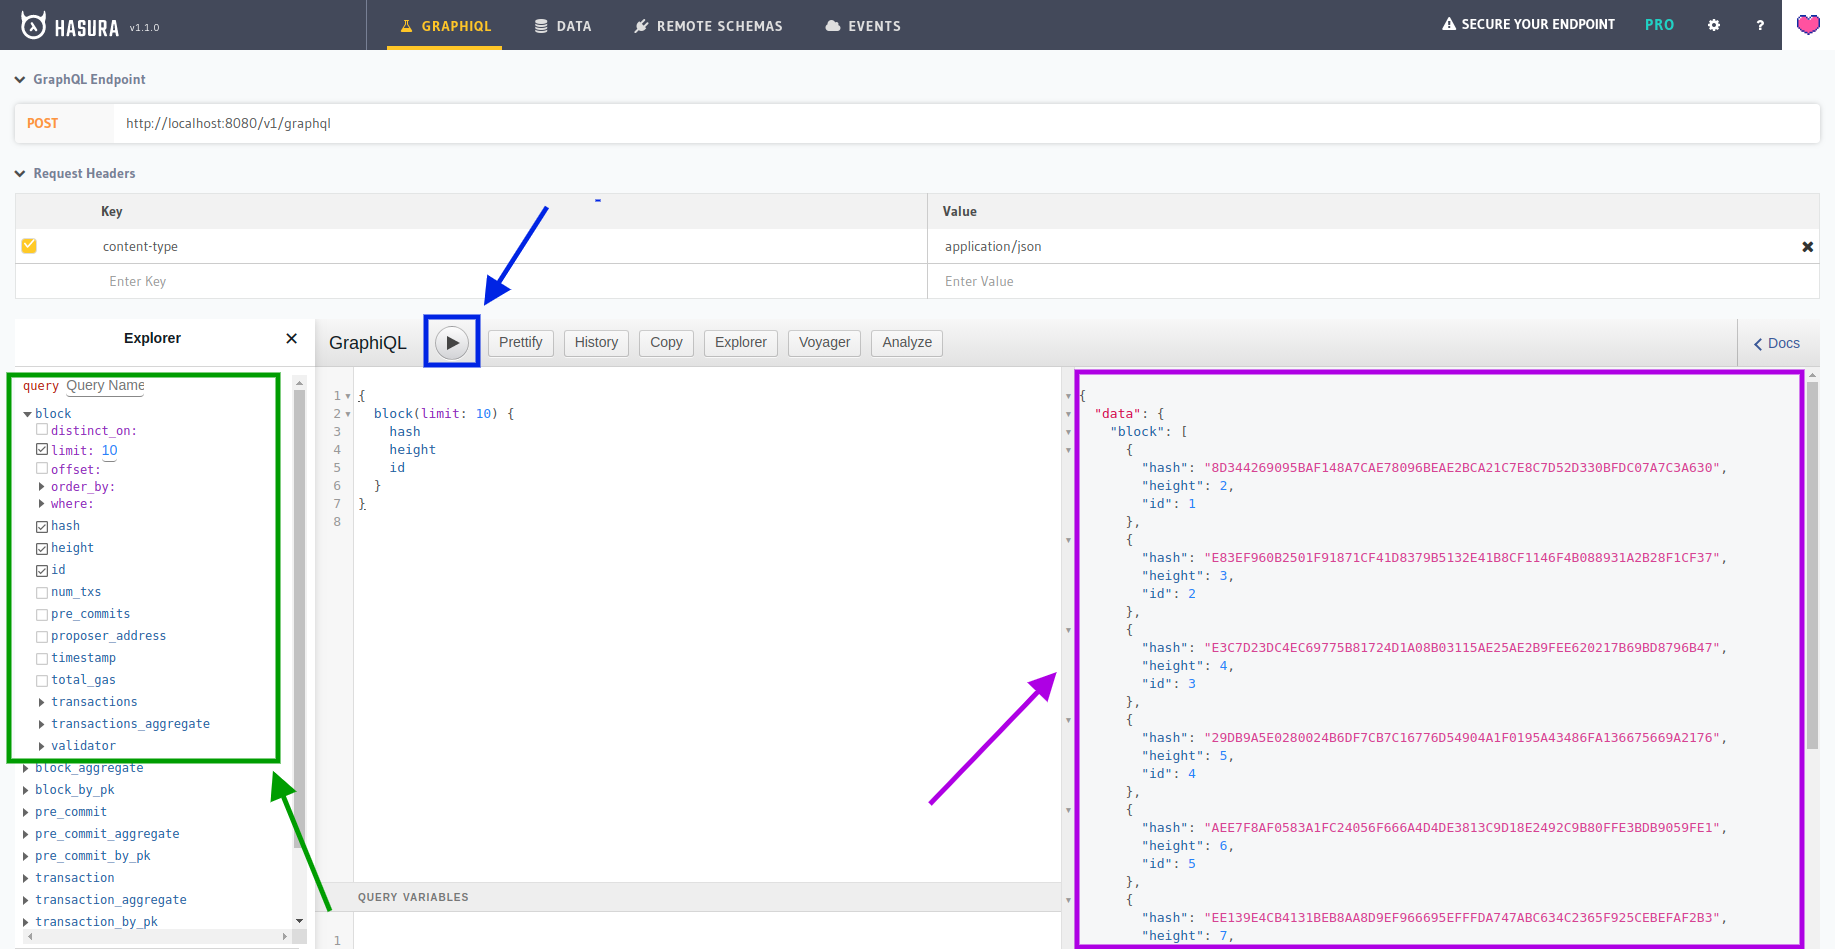 HASURA v1.1.0
GRAPHIQL
DATA
REMOTE SCHEMAS
EVENTS
SECURE YOUR ENDPOINT
PRO
?
GraphQL Endpoint
POST
http://localhost:8080/v1/graphql
Request Headers
Key
Value
content-type
application/json
Enter Key
Enter Value
Explorer
query Query Name
block
distinct_on:
limit: 10
offset:
order_by:
where:
hash
height
id
num_txs
pre_commits
proposer_address
timestamp
total_gas
transactions
transactions_aggregate
validator
block_aggregate
block_by_pk
pre_commit
pre_commit_aggregate
pre_commit_by_pk
transaction
transaction_aggregate
transaction_by_pk
GraphiQL
Prettify
History
Copy
Explorer
Voyager
Analyze
Docs
1 {
2 block(limit: 10) {
3 hash
4 height
5 id
6 }
7 }
8
QUERY VARIABLES
1
{
"data": {
"block": [
{
"hash": "8D344269095BAF148A7CAE78096BEAE2BCA21C7E8C7D52D330BFDC07A7C3A630",
"height": 2,
"id": 1
},
{
"hash": "E83EF960B2501F91871CF41D8379B5132E41B8CF1146F4B088931A2B28F1CF37",
"height": 3,
"id": 2
},
{
"hash": "E3C7D23DC4EC69775B81724D1A08B03115AE25AE2B9FEE620217B69BD8796B47",
"height": 4,
"id": 3
},
{
"hash": "29DB9A5E0280024B6DF7CB7C16776D54904A1F0195A43486FA136675669A2176",
"height": 5,
"id": 4
},
{
"hash": "AEE7F8AF0583A1FC24056F666A4D4DE3813C9D18E2492C9B80FFE3BDB9059FE1",
"height": 6,
"id": 5
},
{
"hash": "EE139E4CB4131BEB8AA8D9EF966695EFFFDA747ABC634C2365F925CEBEFAF2B3",
"height": 7,